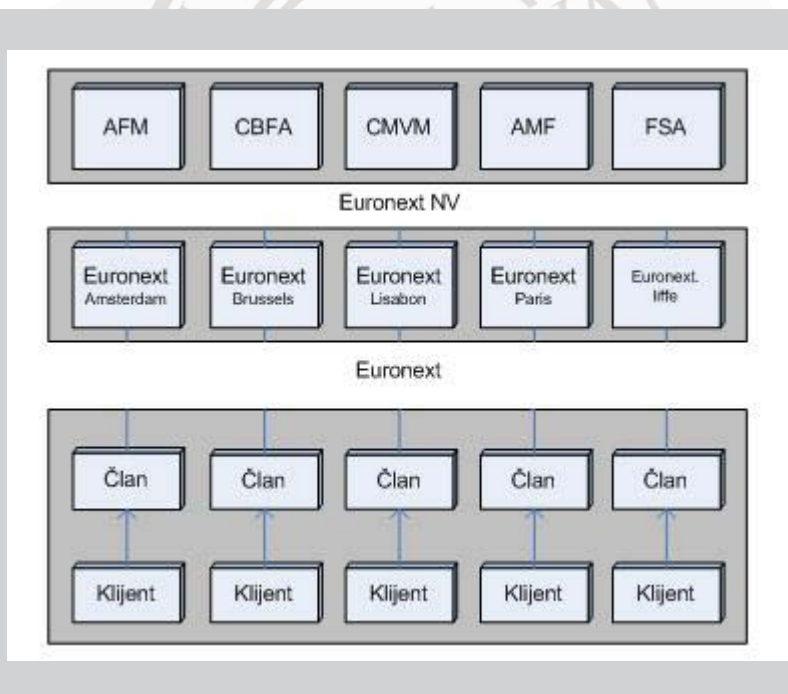 AFM CBFA CMVM AMF FSA
Euronext NV
Euronext Euronext Euronext Euronext Euronext.
Amsterdam Brussels Lisabon Paris liffe
Euronext
Član Član Član Član Član
Klijent Klijent Klijent Klijent Klijent